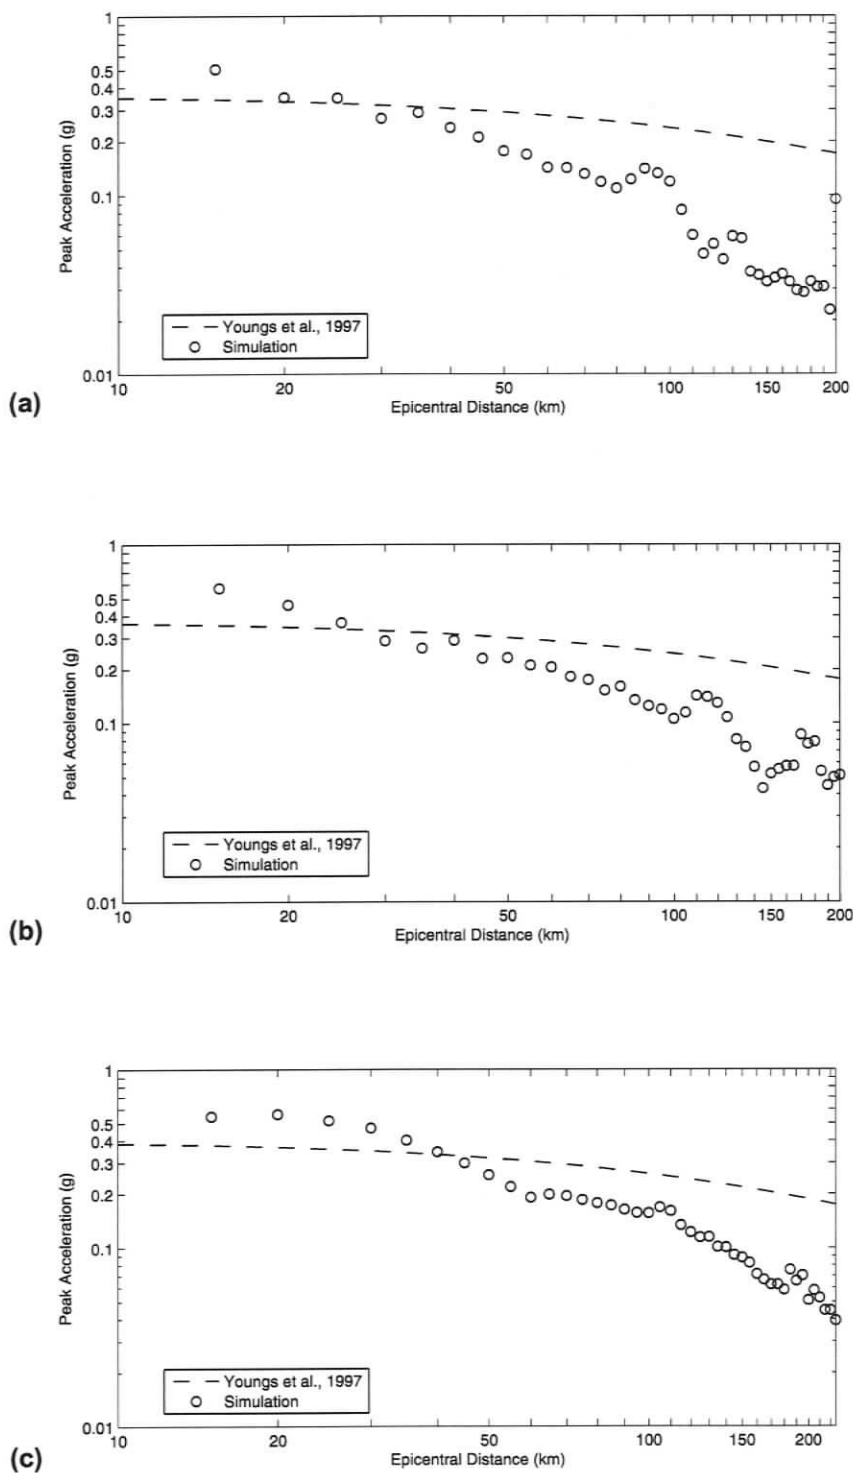 1
0.5
0.4
0.3
0.2
0.1
0.01
Peak Acceleration (g)
Youngs et al., 1997
Simulation
10 20 50 100 150 200
Epicentral Distance (km)
(a)
1
0.5
0.4
0.3
0.2
0.1
0.01
Peak Acceleration (g)
Youngs et al., 1997
Simulation
10 20 50 100 150 200
Epicentral Distance (km)
(b)
1
0.5
0.4
0.3
0.2
0.1
0.01
Peak Acceleration (g)
Youngs et al., 1997
Simulation
10 20 50 100 150 200
Epicentral Distance (km)
(c)